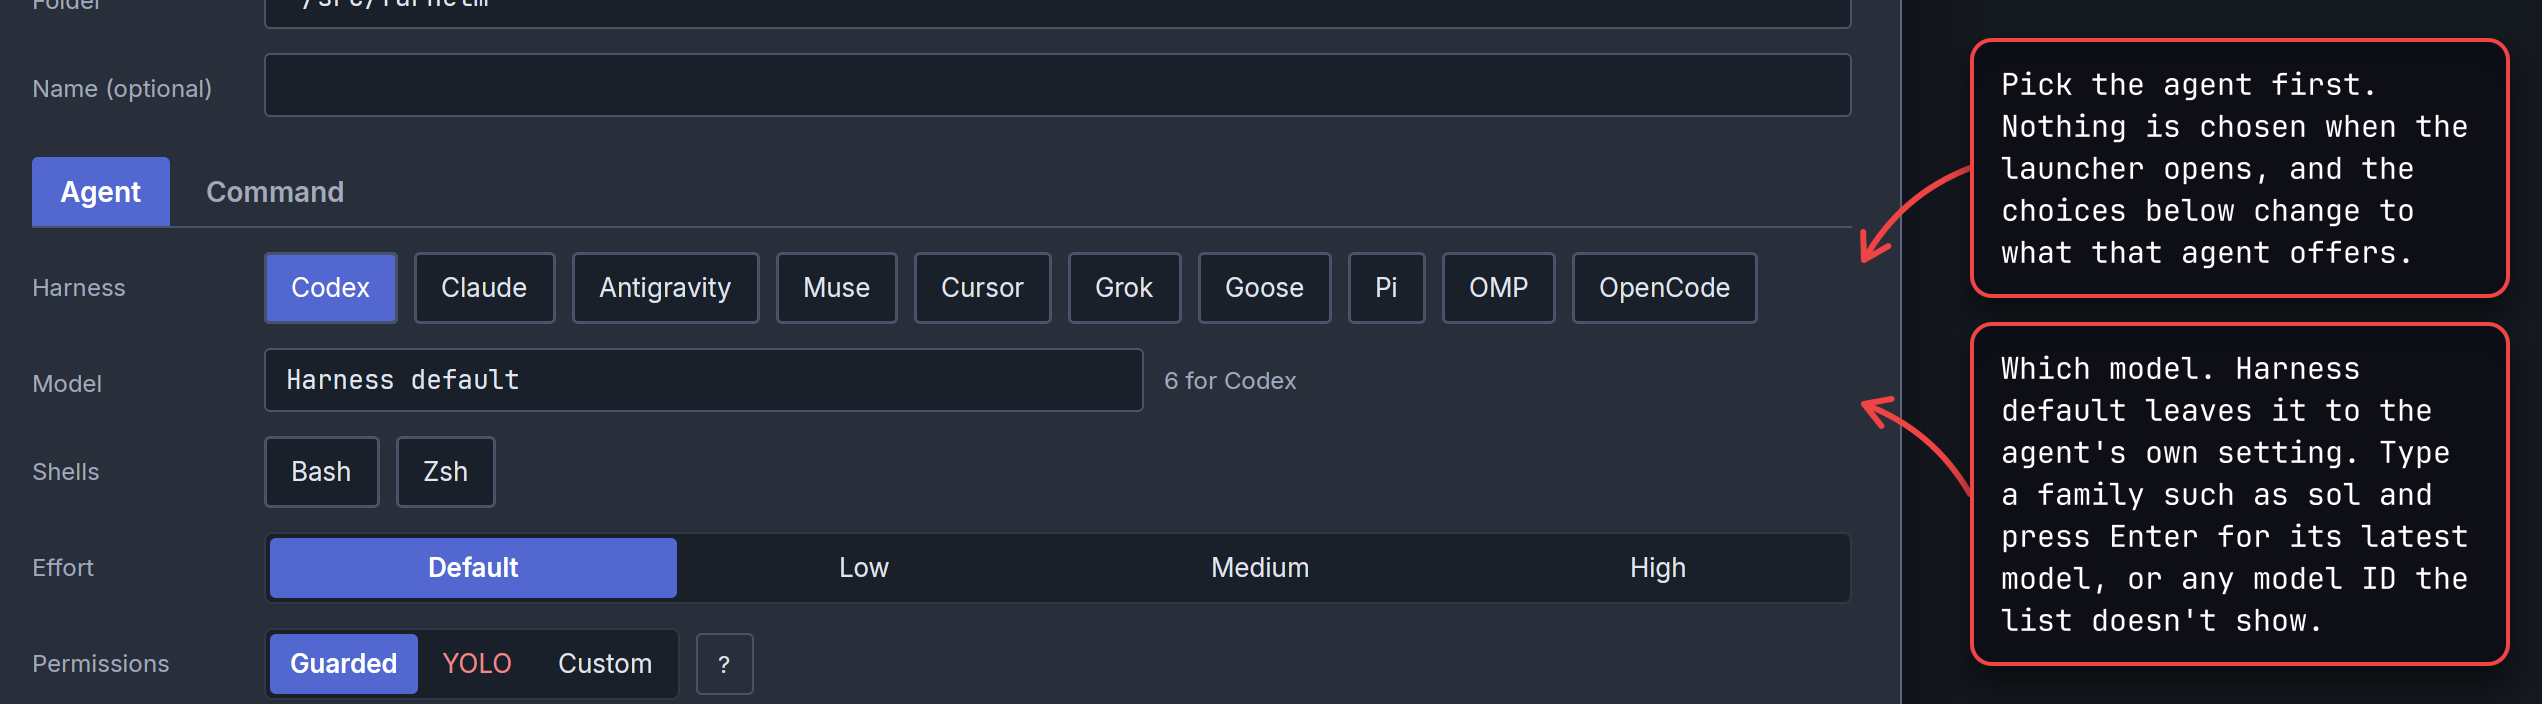 Folder
Name (optional)
Agent Command
Harness Codex Claude Antigravity Muse Cursor Grok Goose Pi OMP OpenCode
Model Harness default 6 for Codex
Shells Bash Zsh
Effort Default Low Medium High
Permissions Guarded YOLO Custom ?
Pick the agent first.
Nothing is chosen when the
launcher opens, and the
choices below change to
what that agent offers.
Which model. Harness
default leaves it to the
agent's own setting. Type
a family such as sol and
press Enter for its latest
model, or any model ID the
list doesn't show.